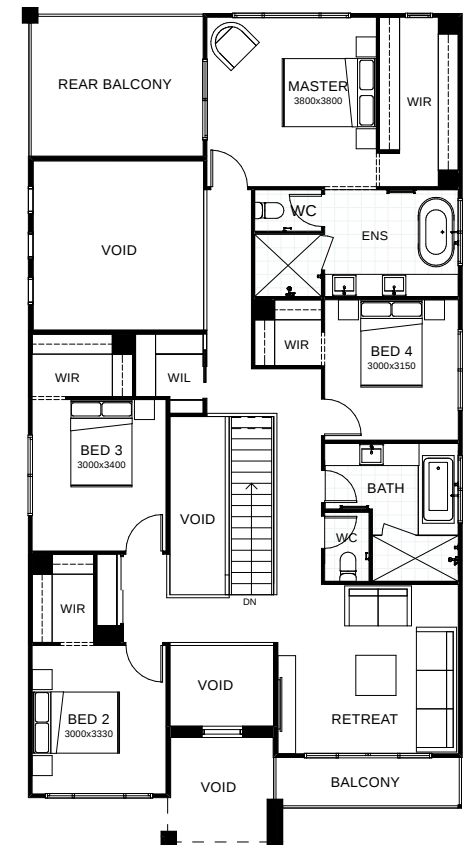 REAR BALCONY
MASTER
3800x3800
WIR
WC
ENS
VOID
WIR
BED 4
3000x3150
WIR
WIL
BED 3
3000x3400
BATH
VOID
WC
DN
WIR
VOID
RETREAT
BED 2
3000x3330
VOID
BALCONY